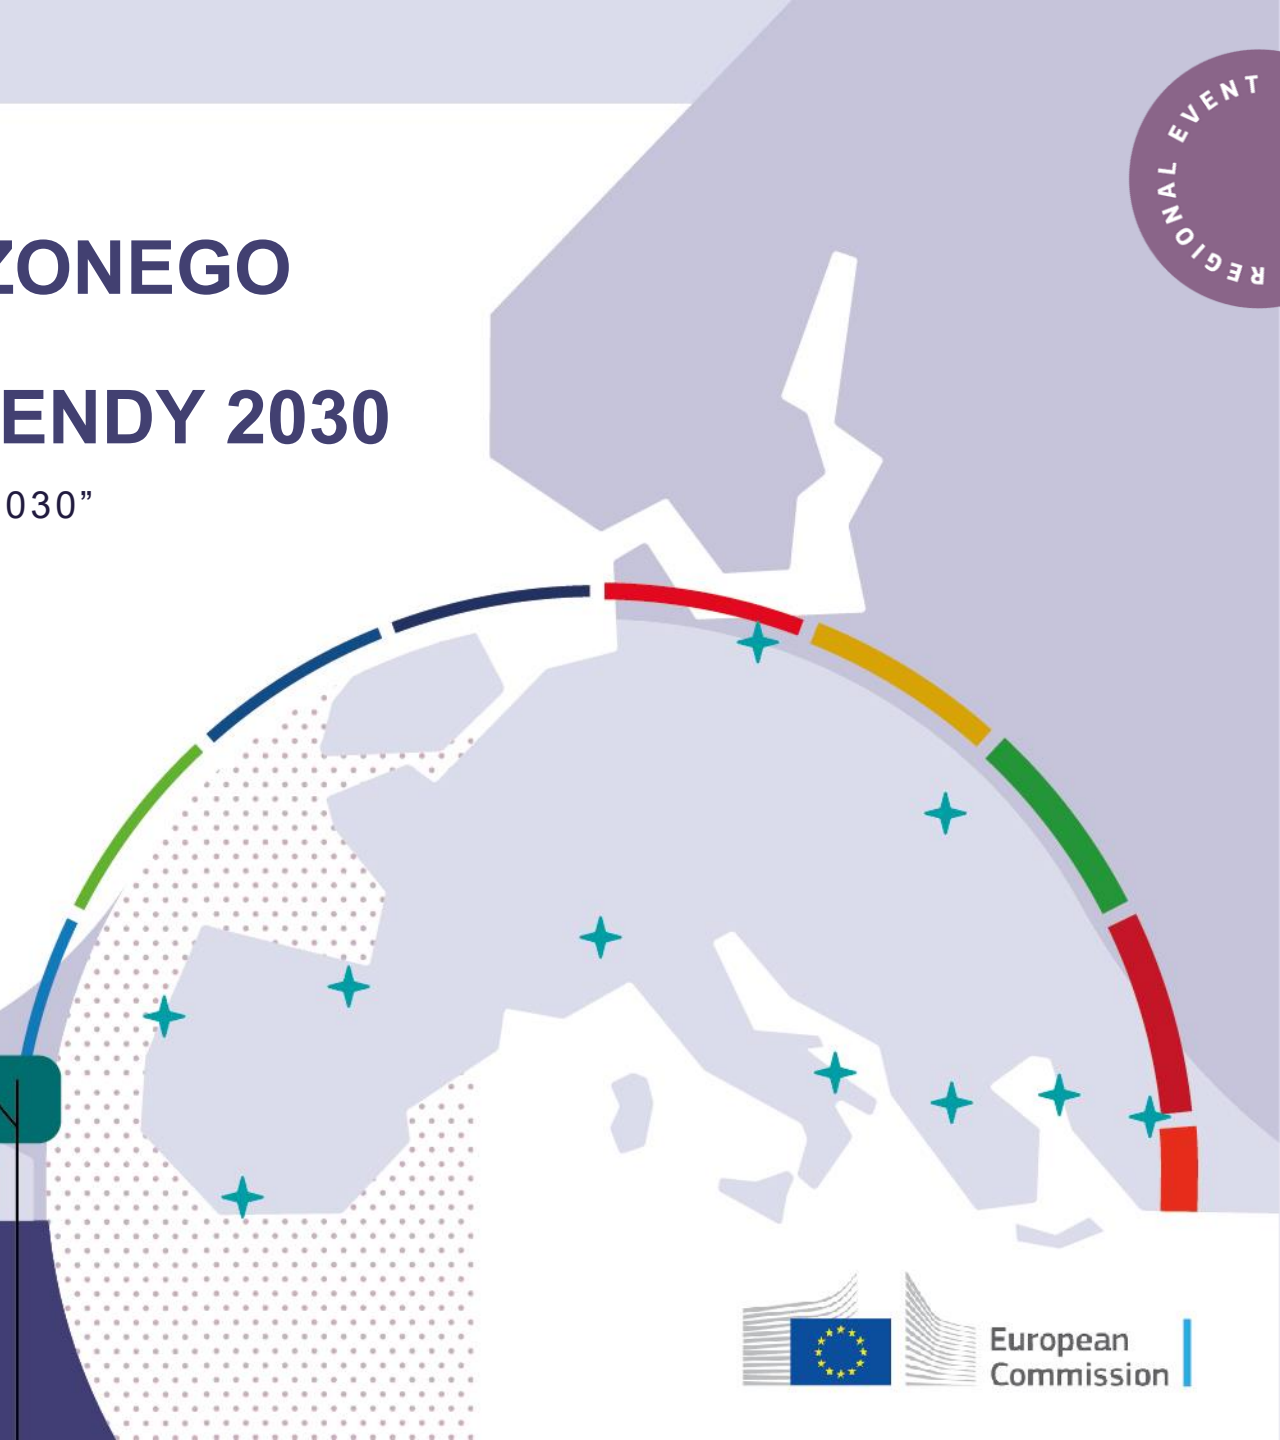 ZONEGO
ENDY 2030
030”
REGIONAL EVENT
European
Commission